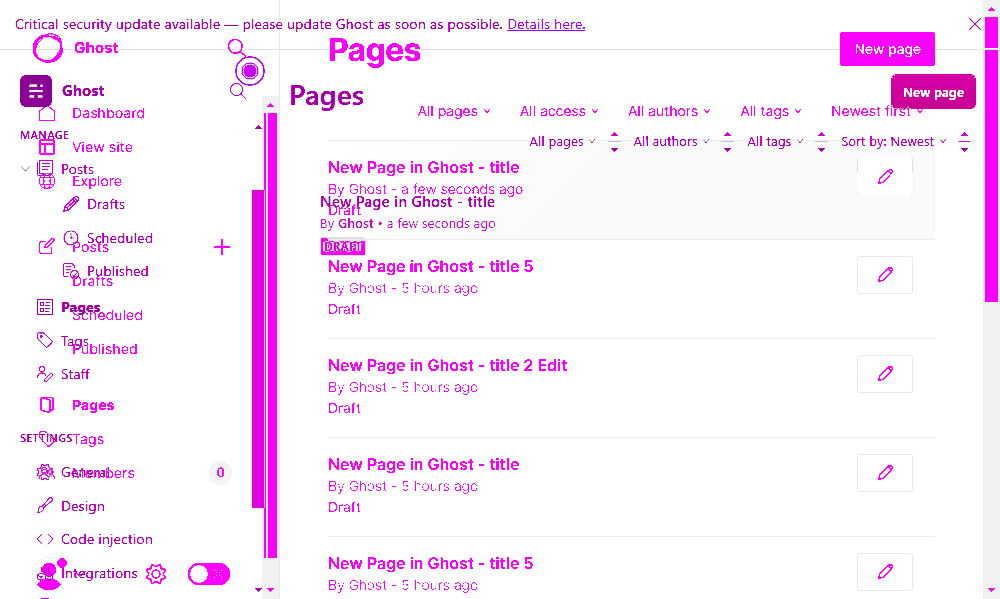 Critical security update available — please update Ghost as soon as possible. Details here.
Ghost
Pages
New page
Ghost
Pages
New page
Dashboard
All pages
All access
All authors
All tags
Newest first
MANAGE
View site
All pages
All authors
All tags
Sort by: Newest
Posts
Explore
New Page in Ghost - title
By Ghost - a few seconds ago
Draft
Drafts
New Page in Ghost - title
By Ghost • a few seconds ago
DRAFT
Scheduled
Posts
Published
Drafts
New Page in Ghost - title 5
By Ghost - 5 hours ago
Draft
Pages
Scheduled
Tags
Published
Staff
New Page in Ghost - title 2 Edit
By Ghost - 5 hours ago
Draft
Pages
SETTINGS
Tags
New Page in Ghost - title
By Ghost - 5 hours ago
Draft
General
Members
0
Design
Code injection
Integrations
New Page in Ghost - title 5
By Ghost - 5 hours ago